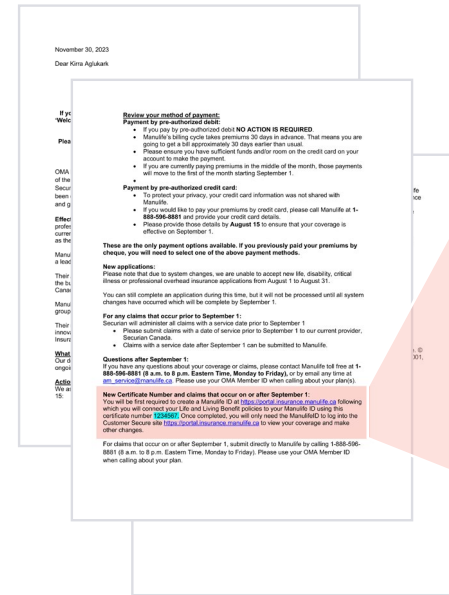 November 30, 2023
Dear Kirra Aglukark
If yo
'Welc
Plea
OMA
of the
Secur
been
and g
Effect
profes
currer
as the
Manu
a lead
Their
the bu
Canad
Manu
group
Their
innova
Insura
What
Our d
ongoi
Actio
We as
15:
Review your method of payment:
Payment by pre-authorized debit:
• If you pay by pre-authorized debit NO ACTION IS REQUIRED.
• Manulife's billing cycle takes premiums 30 days in advance. That means you are
going to get a bill approximately 30 days earlier than usual.
• Please ensure you have sufficient funds and/or room on the credit card on your
account to make the payment.
• If you are currently paying premiums in the middle of the month, those payments
will move to the first of the month starting September 1.
•
Payment by pre-authorized credit card:
• To protect your privacy, your credit card information was not shared with
Manulife.
• If you would like to pay your premiums by credit card, please call Manulife at 1-
888-596-8881 and provide your credit card details.
• Please provide those details by August 15 to ensure that your coverage is
effective on September 1.
These are the only payment options available. If you previously paid your premiums by
cheque, you will need to select one of the above payment methods.
New applications:
Please note that due to system changes, we are unable to accept new life, disability, critical
illness or professional overhead insurance applications from August 1 to August 31.
You can still complete an application during this time, but it will not be processed until all system
changes have occurred which will be complete by September 1.
For any claims that occur prior to September 1:
Securian will administer all claims with a service date prior to September 1
• Please submit claims with a date of service prior to September 1 to our current provider,
Securian Canada.
• Claims with a service date after September 1 can be submitted to Manulife.
Questions after September 1:
If you have any questions about your coverage or claims, please contact Manulife toll free at 1-
888-596-8881 (8 a.m. to 8 p.m. Eastern Time, Monday to Friday), or by email any time at
am_service@manulife.ca. Please use your OMA Member ID when calling about your plan(s).
New Certificate Number and claims that occur on or after September 1:
You will be first required to create a Manulife ID at https://portal.insurance.manulife.ca following
which you will connect your Life and Living Benefit policies to your Manulife ID using this
certificate number 1234567. Once completed, you will only need the ManulifeID to log into the
Customer Secure site https://portal.insurance.manulife.ca to view your coverage and make
other changes.
For claims that occur on or after September 1, submit directly to Manulife by calling 1-888-596-
8881 (8 a.m. to 8 p.m. Eastern Time, Monday to Friday). Please use your OMA Member ID
when calling about your plan.
ife
nce
. ©
001,